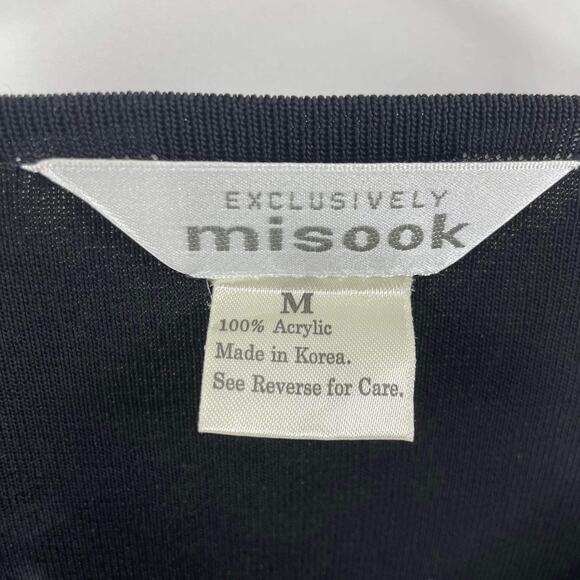 EXCLUSIVELY
misook
M
100% Acrylic
Made in Korea.
See Reverse for Care.